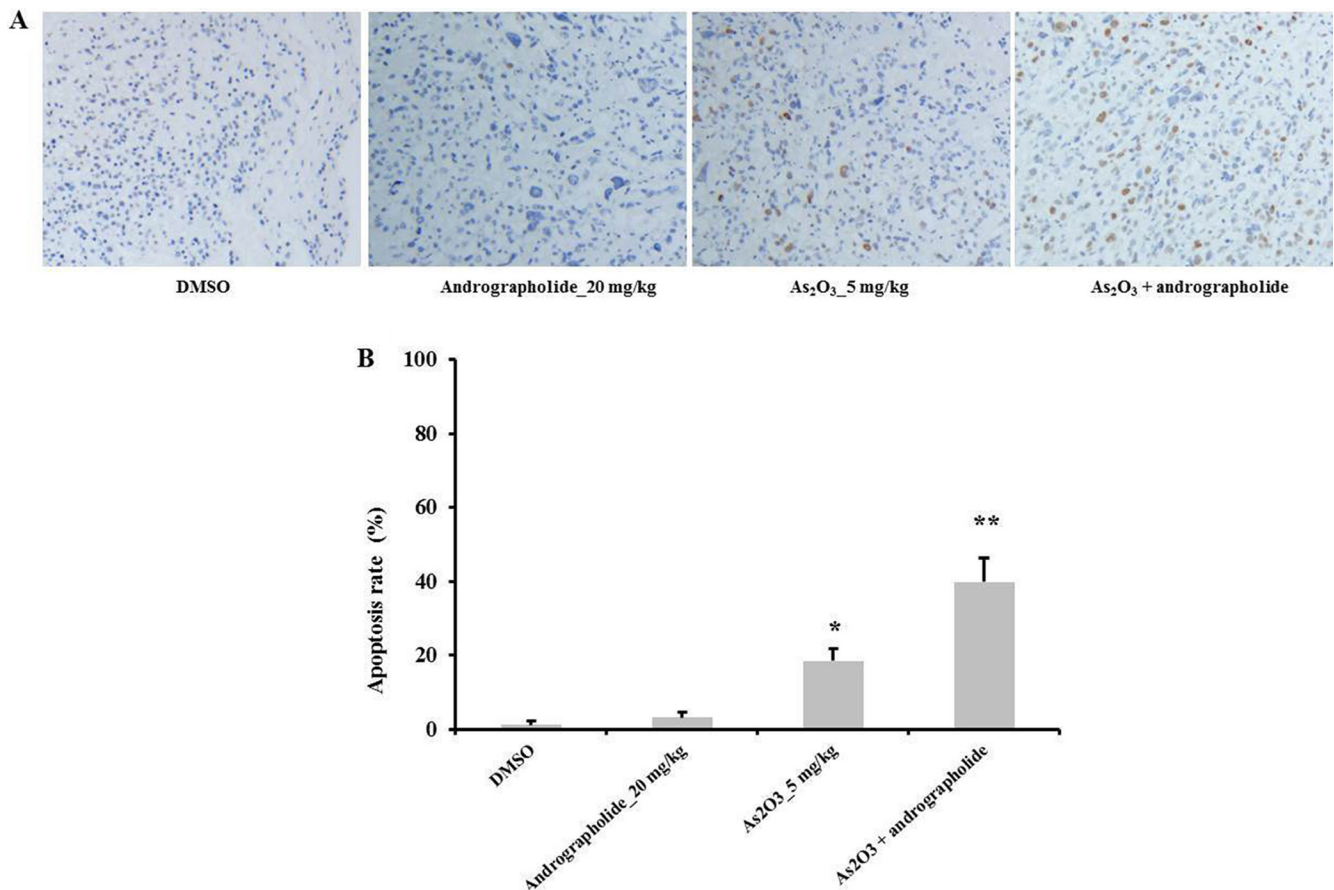 A
DMSO
Andrographolide_20 mg/kg
As₂O₃_5 mg/kg
As₂O₃ + andrographolide
B
Apoptosis rate (%)
100
80
60
40
20
0
*
**
DMSO
Andrographolide_20 mg/kg
As2O3_5 mg/kg
As2O3 + andrographolide